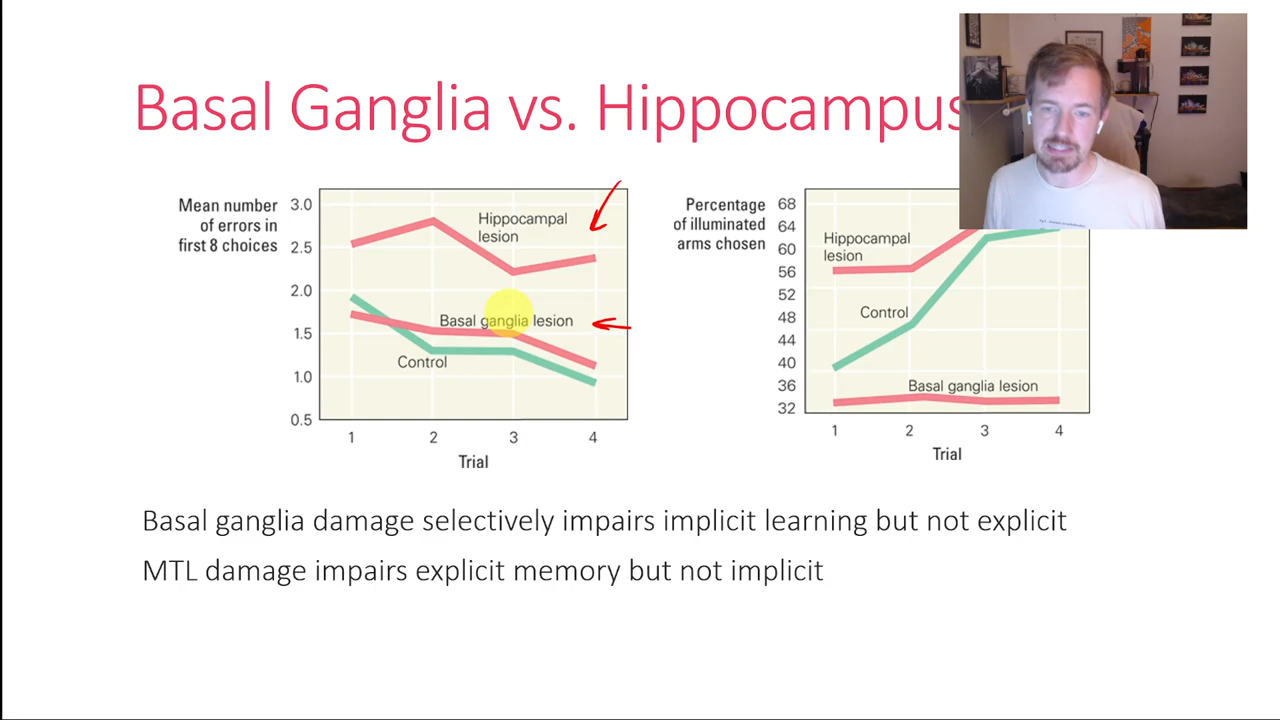 Basal Ganglia vs. Hippocampus
Mean number
of errors in
first 8 choices
3.0
2.5
2.0
1.5
1.0
0.5
Hippocampal
lesion
Basal ganglia lesion
Control
1 2 3 4
Trial
Percentage
of illuminated
arms chosen
68
64
60
56
52
48
44
40
36
32
Hippocampal
lesion
Control
Basal ganglia lesion
1 2 3 4
Trial
Basal ganglia damage selectively impairs implicit learning but not explicit
MTL damage impairs explicit memory but not implicit